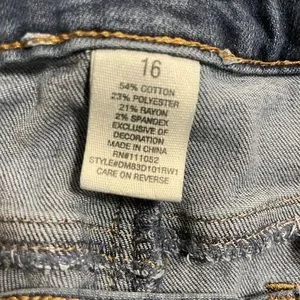 16
54% COTTON
23% POLYESTER
21% RAYON
2% SPANDEX
EXCLUSIVE OF
DECORATION
MADE IN CHINA
RN#111052
STYLE#DM83D101RW1
CARE ON REVERSE